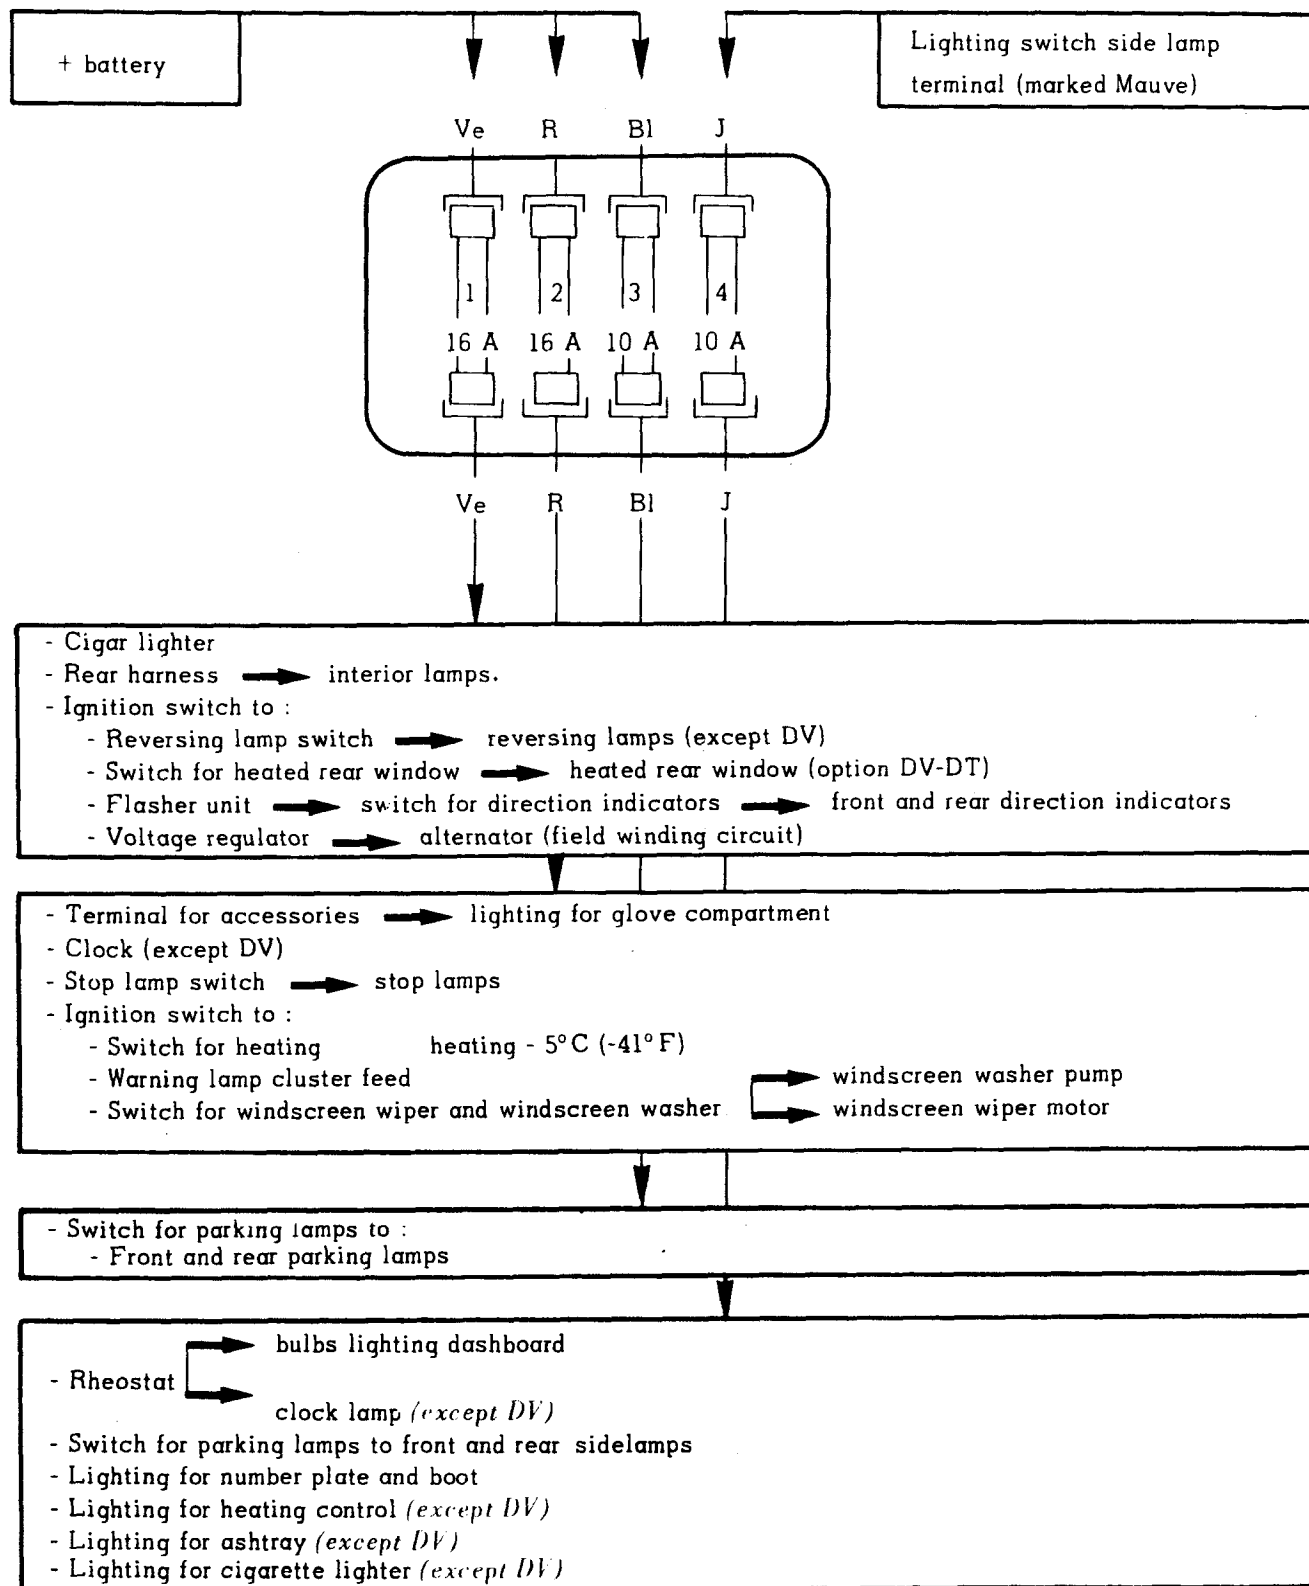 + battery
Lighting switch side lamp
terminal (marked Mauve)
Ve R Bl J
1 2 3 4
16 A 16 A 10 A 10 A
Ve R Bl J
- Cigar lighter
- Rear harness interior lamps.
- Ignition switch to :
- Reversing lamp switch reversing lamps (except DV)
- Switch for heated rear window heated rear window (option DV-DT)
- Flasher unit switch for direction indicators front and rear direction indicators
- Voltage regulator alternator (field winding circuit)
- Terminal for accessories lighting for glove compartment
- Clock (except DV)
- Stop lamp switch stop lamps
- Ignition switch to :
- Switch for heating heating - 5°C (-41°F)
- Warning lamp cluster feed
windscreen washer pump
- Switch for windscreen wiper and windscreen washer windscreen wiper motor
- Switch for parking lamps to :
- Front and rear parking lamps
bulbs lighting dashboard
- Rheostat
clock lamp (except DV)
- Switch for parking lamps to front and rear sidelamps
- Lighting for number plate and boot
- Lighting for heating control (except DV)
- Lighting for ashtray (except DV)
- Lighting for cigarette lighter (except DV)